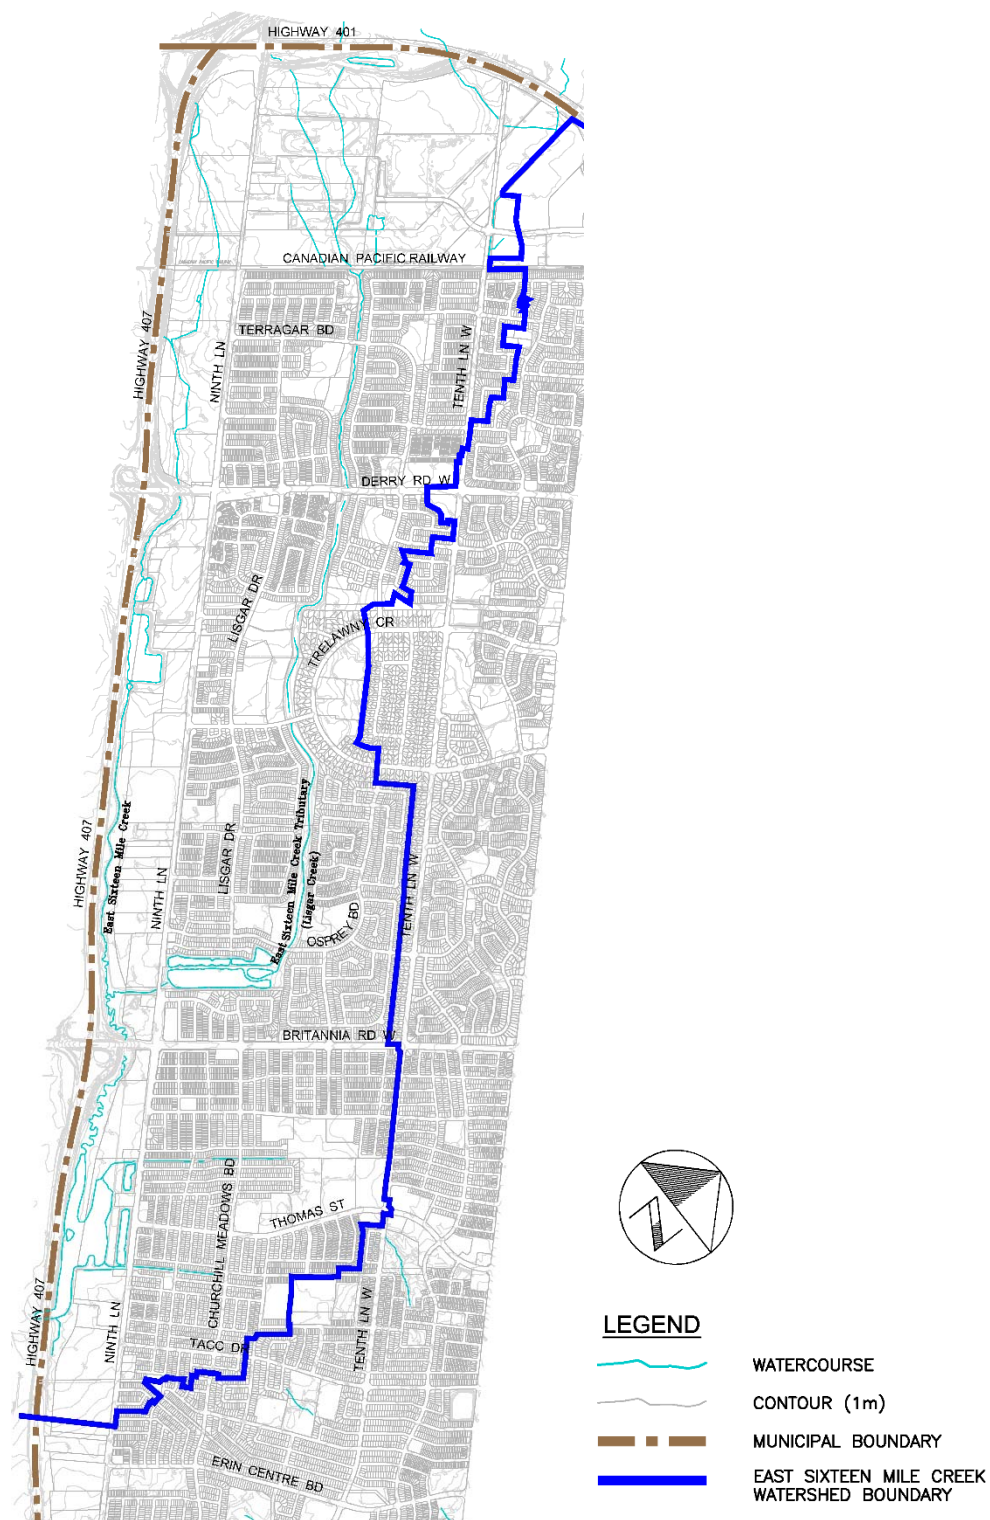 HIGHWAY 401
CANADIAN PACIFIC RAILWAY
TERRAGAR BD
HIGHWAY 407
NINTH LN
TENTH LN W
DERRY RD W
LISGAR DR
TRELAWNY CR
East Sixteen Mile Creek Tributary
(Lisgar Creek)
East Sixteen Mile Creek
HIGHWAY 407
LISGAR DR
NINTH LN
TENTH LN W
OSPREY BD
BRITANNIA RD W
CHURCHILL MEADOWS BD
THOMAS ST
HIGHWAY 407
NINTH LN
TACC DR
TENTH LN W
ERIN CENTRE BD
N
LEGEND
WATERCOURSE
CONTOUR (1m)
MUNICIPAL BOUNDARY
EAST SIXTEEN MILE CREEK
WATERSHED BOUNDARY